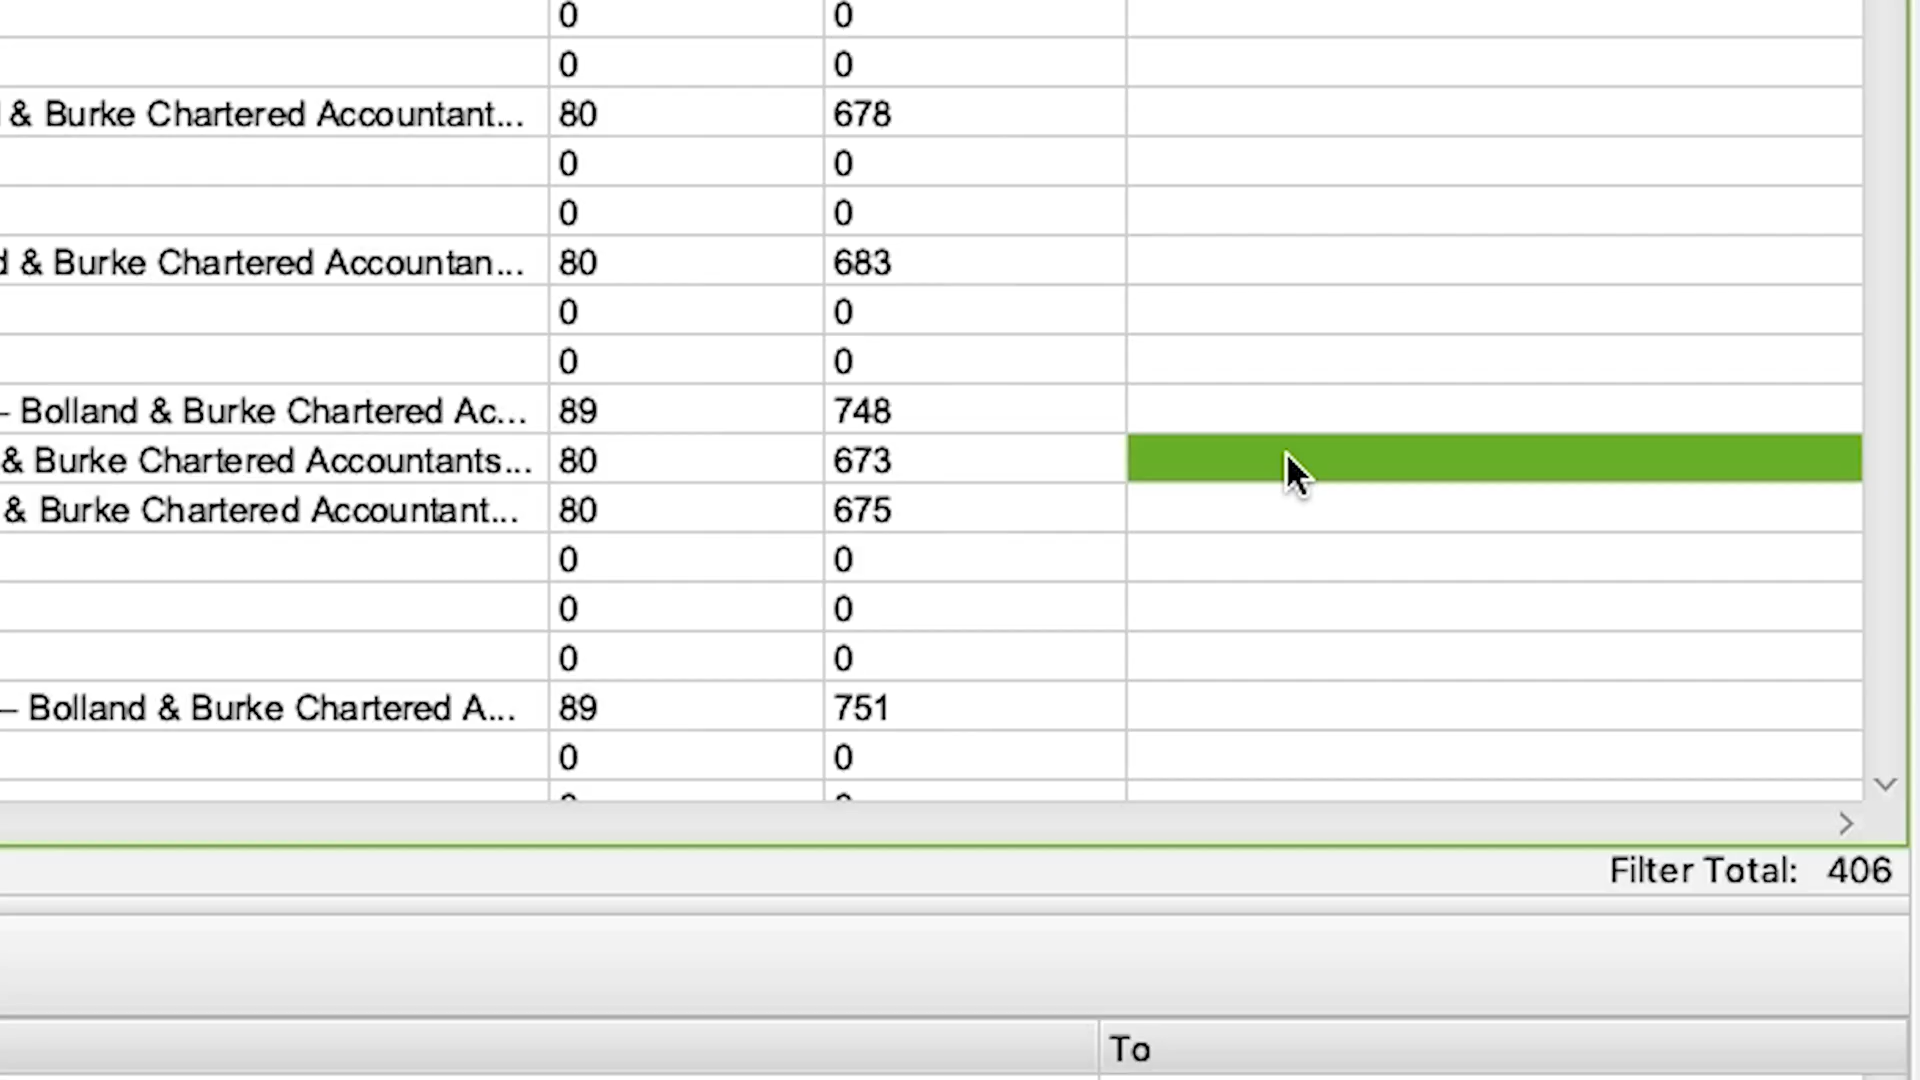 0 0
0 0
& Burke Chartered Accountant... 80 678
0 0
0 0
d & Burke Chartered Accountan... 80 683
0 0
0 0
– Bolland & Burke Chartered Ac... 89 748
& Burke Chartered Accountants... 80 673
& Burke Chartered Accountant... 80 675
0 0
0 0
0 0
– Bolland & Burke Chartered A... 89 751
0 0
Filter Total: 406
To